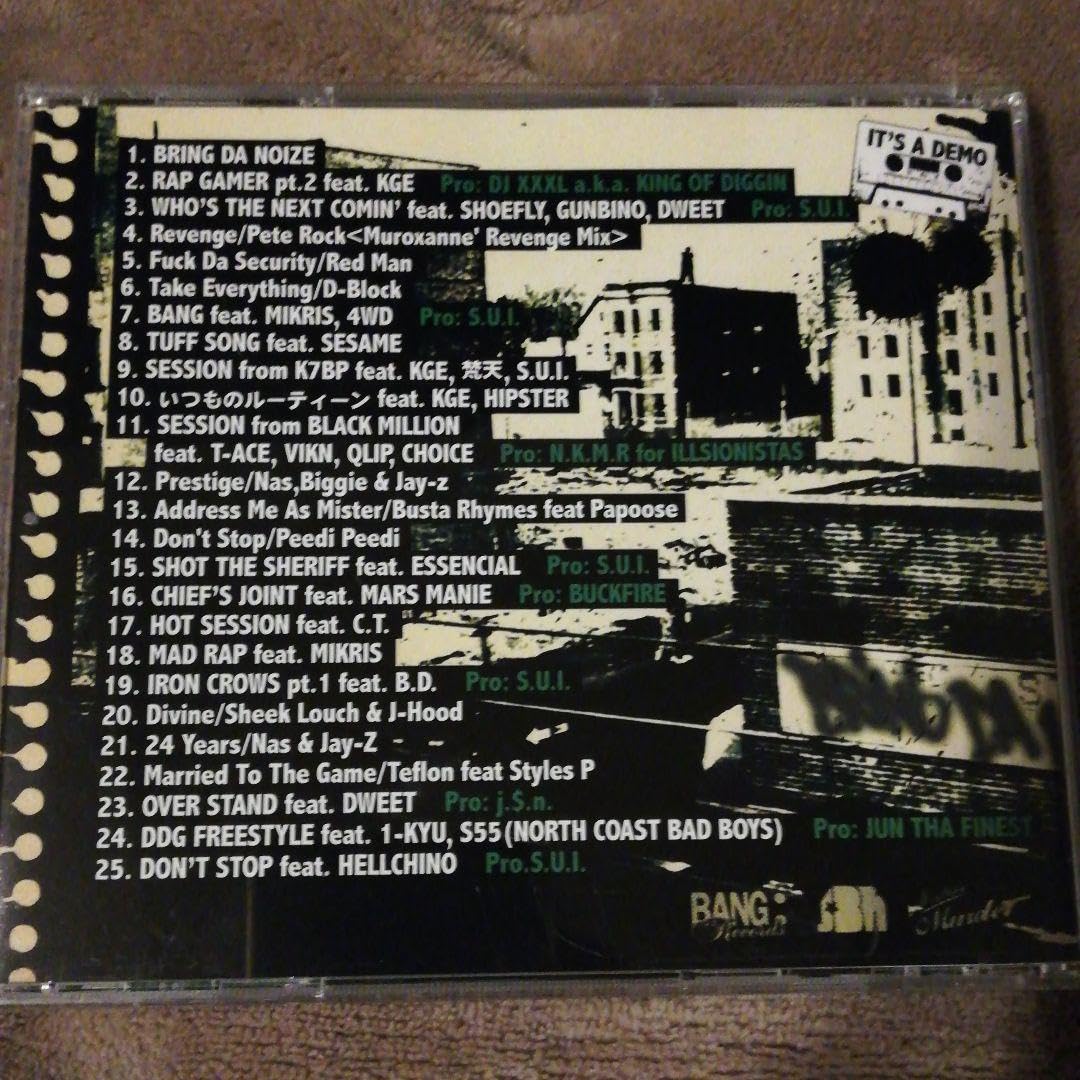 IT'S A DEMO
1. BRING DA NOIZE
2. RAP GAMER pt.2 feat. KGE Pro: DJ XXXL a.k.a. KING OF DIGGIN
3. WHO'S THE NEXT COMIN' feat. SHOEFLY, GUNBINO, DWEET Pro: S.U.I.
4. Revenge/Pete Rock<Muroxanne' Revenge Mix>
5. Fuck Da Security/Red Man
6. Take Everything/D-Block
7. BANG feat. MIKRIS, 4WD Pro: S.U.I.
8. TUFF SONG feat. SESAME
9. SESSION from K7BP feat. KGE, 梵天, S.U.I.
10. いつものルーティーン feat. KGE, HIPSTER
11. SESSION from BLACK MILLION
feat. T-ACE, VIKN, QLIP, CHOICE Pro: N.K.M.R for ILLSIONISTAS
12. Prestige/Nas,Biggie & Jay-z
13. Address Me As Mister/Busta Rhymes feat Papoose
14. Don't Stop/Peedi Peedi
15. SHOT THE SHERIFF feat. ESSENCIAL Pro: S.U.I.
16. CHIEF'S JOINT feat. MARS MANIE Pro: BUCKFIRE
17. HOT SESSION feat. C.T.
18. MAD RAP feat. MIKRIS
19. IRON CROWS pt.1 feat. B.D. Pro: S.U.I.
20. Divine/Sheek Louch & J-Hood
21. 24 Years/Nas & Jay-Z
22. Married To The Game/Teflon feat Styles P
23. OVER STAND feat. DWEET Pro: j.$.n.
24. DDG FREESTYLE feat. 1-KYU, S55(NORTH COAST BAD BOYS) Pro: JUN THA FINEST
25. DON'T STOP feat. HELLCHINO Pro.S.U.I.
BANG
Records
Murder